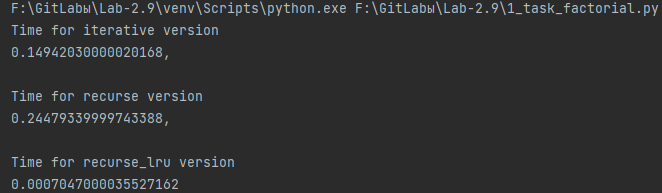 F:\GitLabы\Lab-2.9\venv\Scripts\python.exe F:\GitLabы\Lab-2.9\1_task_factorial.py
Time for iterative version
0.14942030000020168,
Time for recurse version
0.24479339999743388,
Time for recurse_lru version
0.0007047000035527162